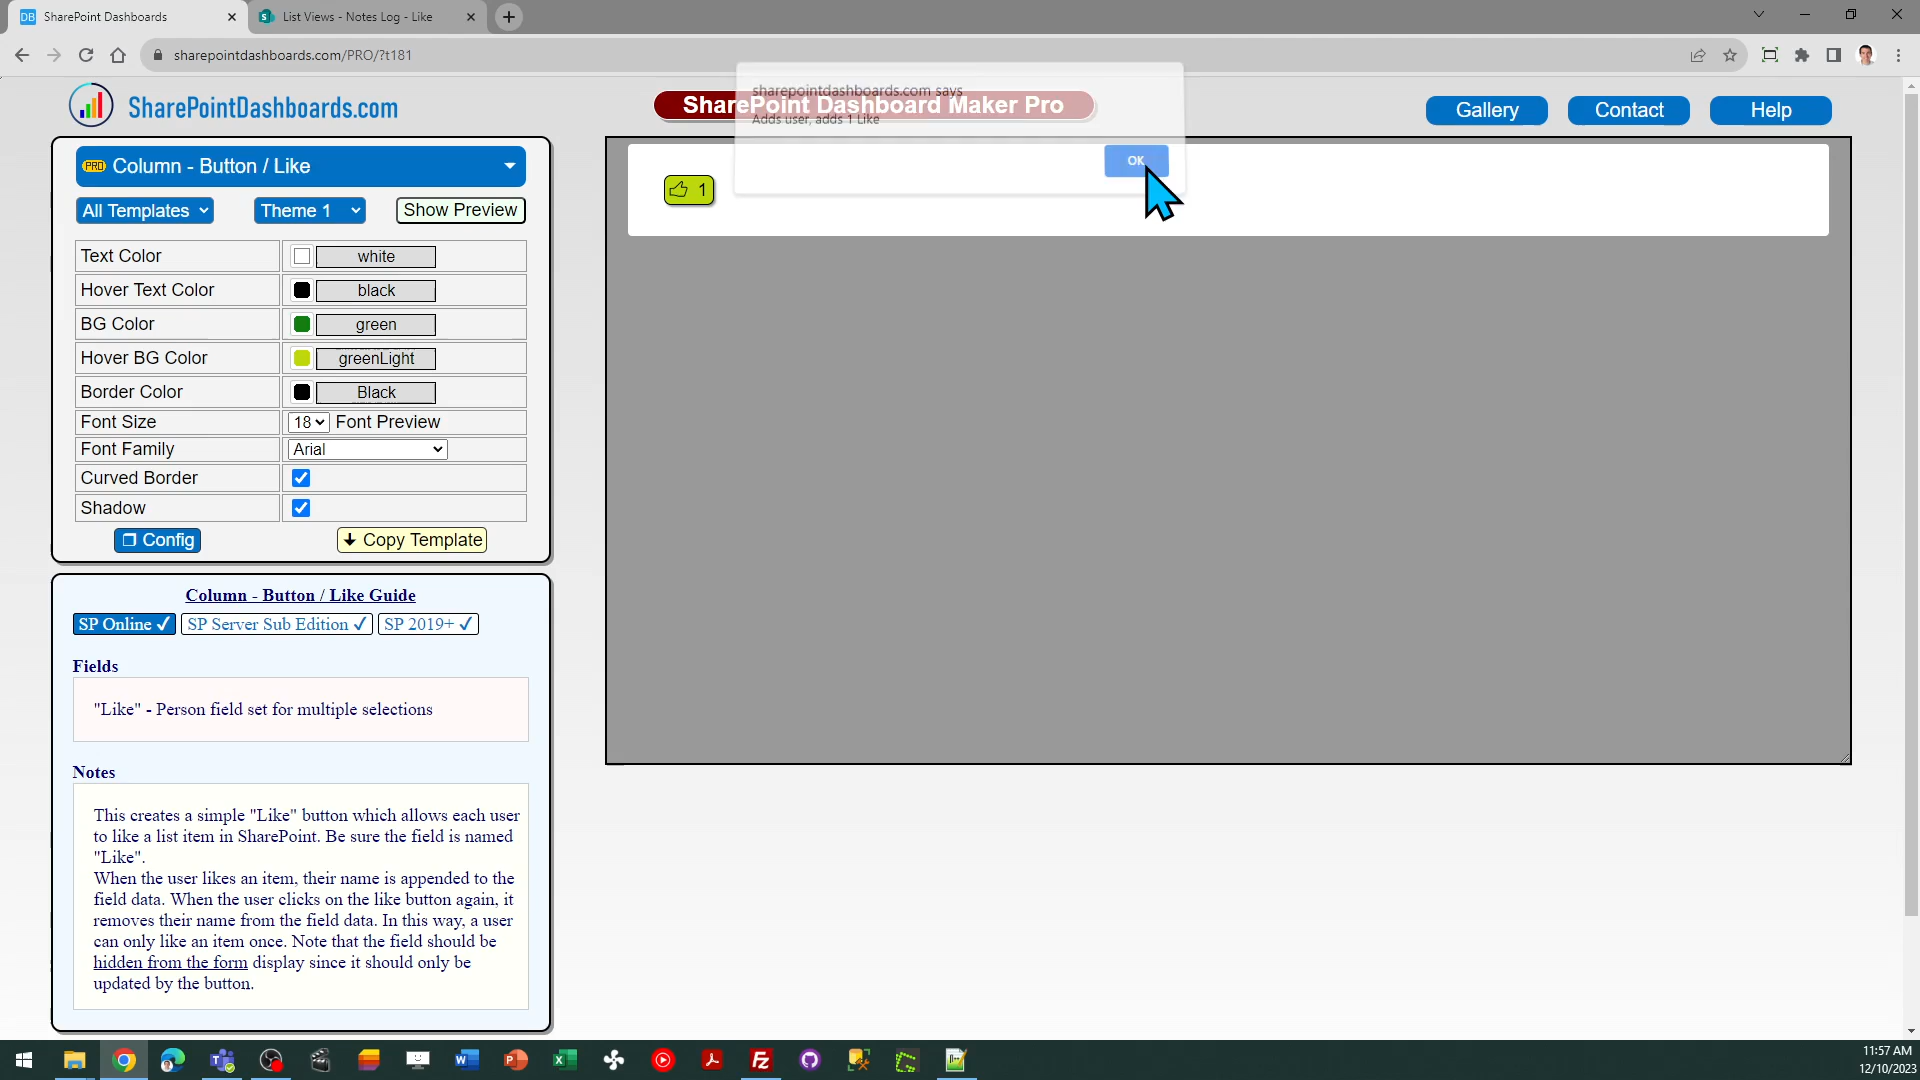 SharePoint Dashboards
List Views - Notes Log - Like
sharepointdashboards.com/PRO/?t181
SharePointDashboards.com
SharePoint Dashboard Maker Pro
sharepointdashboards.com says
Adds user, adds 1 Like
OK
Gallery
Contact
Help
PRO Column - Button / Like
All Templates
Theme 1
Show Preview
Text Color white
Hover Text Color black
BG Color green
Hover BG Color greenLight
Border Color Black
Font Size 18 Font Preview
Font Family Arial
Curved Border
Shadow
Config
Copy Template
1
Column - Button / Like Guide
SP Online ✓ SP Server Sub Edition ✓ SP 2019+ ✓
Fields
"Like" - Person field set for multiple selections
Notes
This creates a simple "Like" button which allows each user
to like a list item in SharePoint. Be sure the field is named
"Like".
When the user likes an item, their name is appended to the
field data. When the user clicks on the like button again, it
removes their name from the field data. In this way, a user
can only like an item once. Note that the field should be
hidden from the form display since it should only be
updated by the button.
11:57 AM
12/10/2023